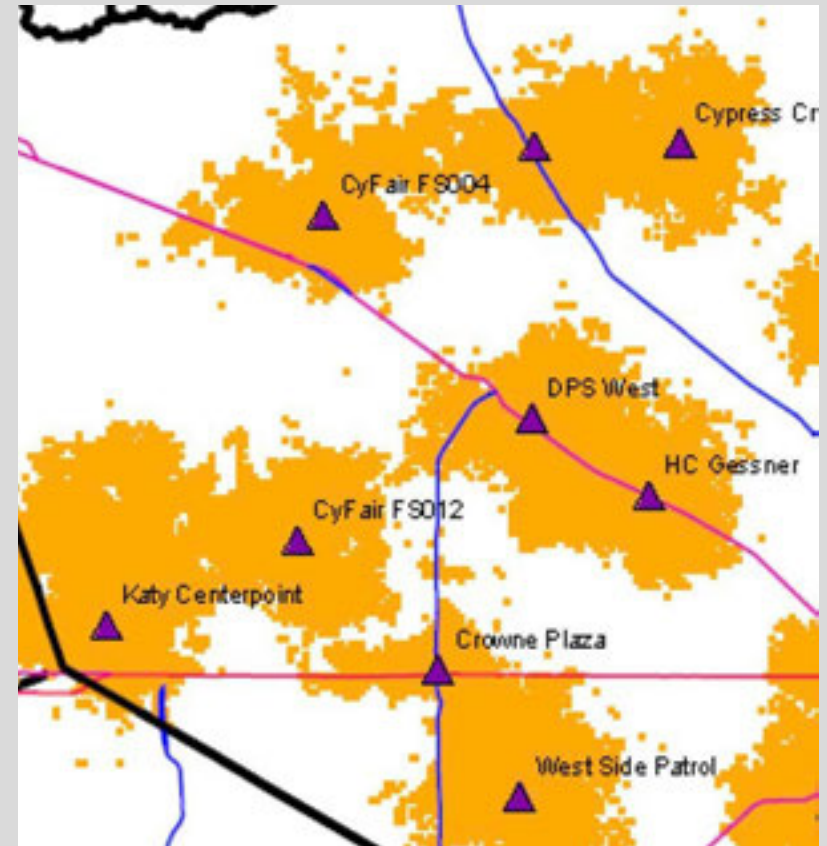 Cypress Cr
CyFair FS004
DPS West
HC Gessner
CyFair FS012
Katy Centerpoint
Crowne Plaza
West Side Patrol